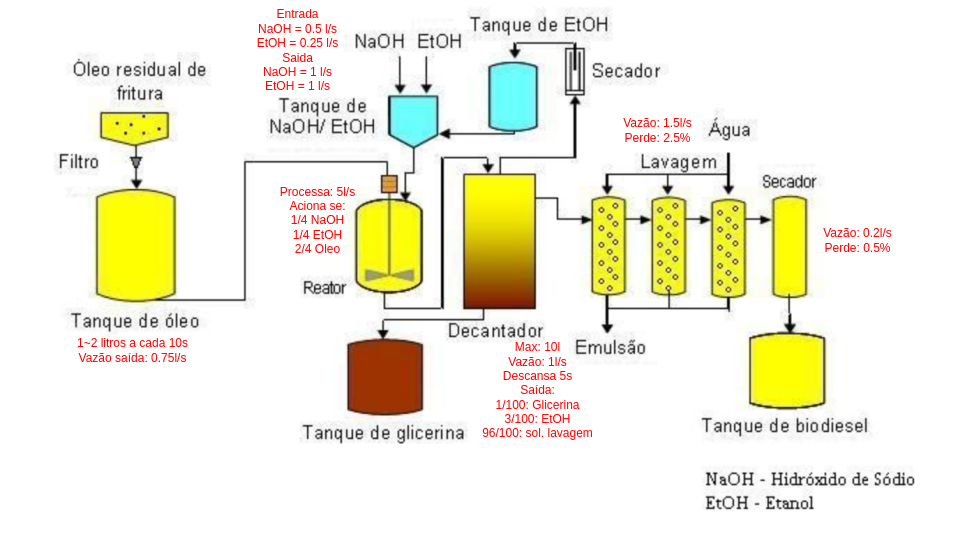 Entrada
NaOH = 0.5 l/s
EtOH = 0.25 l/s
Saida
NaOH = 1 l/s
EtOH = 1 l/s
NaOH EtOH
Tanque de EtOH
Óleo residual de
fritura
Secador
Tanque de
NaOH/ EtOH
Filtro
Vazão: 1.5l/s
Perde: 2.5%
Água
Lavagem
Secador
Processa: 5l/s
Aciona se:
1/4 NaOH
1/4 EtOH
2/4 Oleo
Vazão: 0.2l/s
Perde: 0.5%
Reator
Tanque de óleo
1~2 litros a cada 10s
Vazão saída: 0.75l/s
Decantador
Max: 10l
Vazão: 1l/s
Descansa 5s
Saída:
1/100: Glicerina
3/100: EtOH
96/100: sol. lavagem
Emulsão
Tanque de glicerina
Tanque de biodiesel
NaOH - Hidróxido de Sódio
EtOH - Etanol